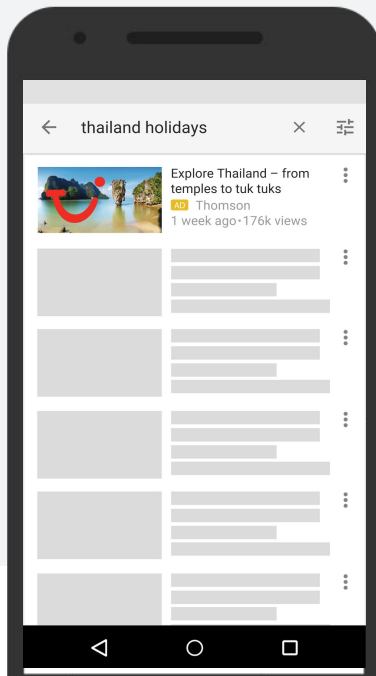 thailand holidays
Explore Thailand – from
temples to tuk tuks
AD Thomson
1 week ago•176k views